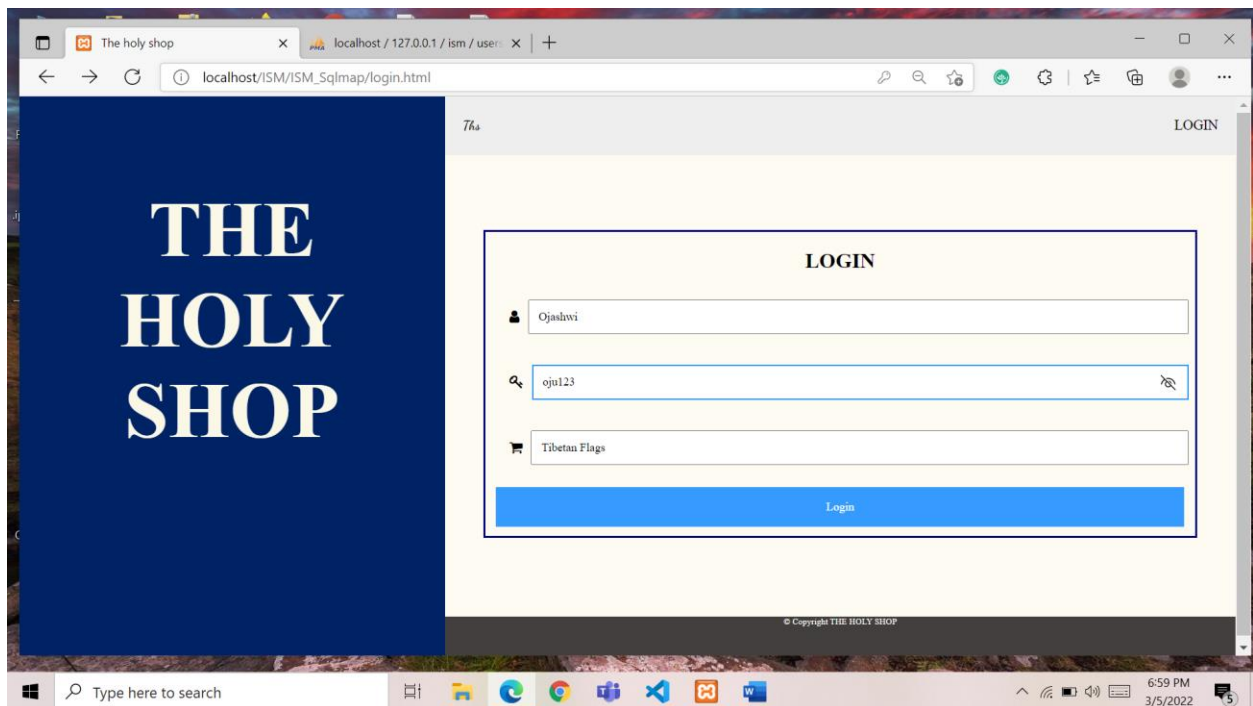 The holy shop
localhost / 127.0.0.1 / ism / user
localhost/ISM/ISM_Sqlmap/login.html
Ths
LOGIN
THE
HOLY
SHOP
LOGIN
Ojashwi
oju123
Tibetan Flags
Login
© Copyright THE HOLY SHOP
Type here to search
6:59 PM
3/5/2022
5